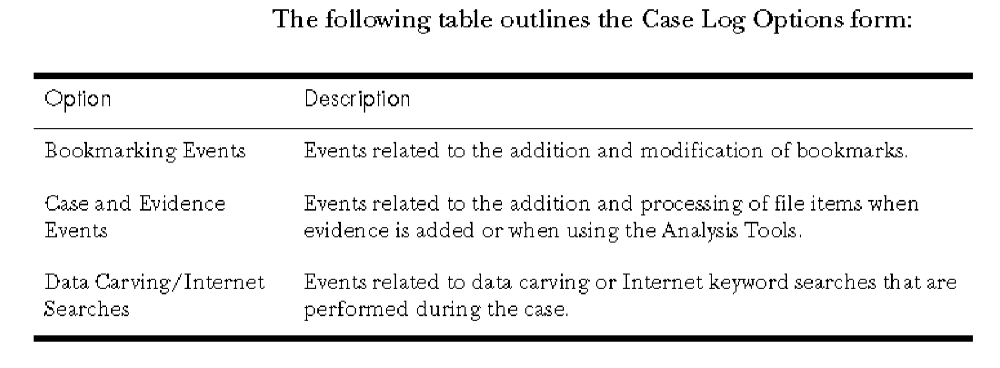 The following table outlines the Case Log Options form:
Option Description
Bookmarking Events Events related to the addition and modification of bookmarks.
Case and Evidence Events related to the addition and processing of file items when
Events evidence is added or when using the Analysis Tools.
Data Carving/Internet Events related to data carving or Internet keyword searches that are
Searches performed during the case.